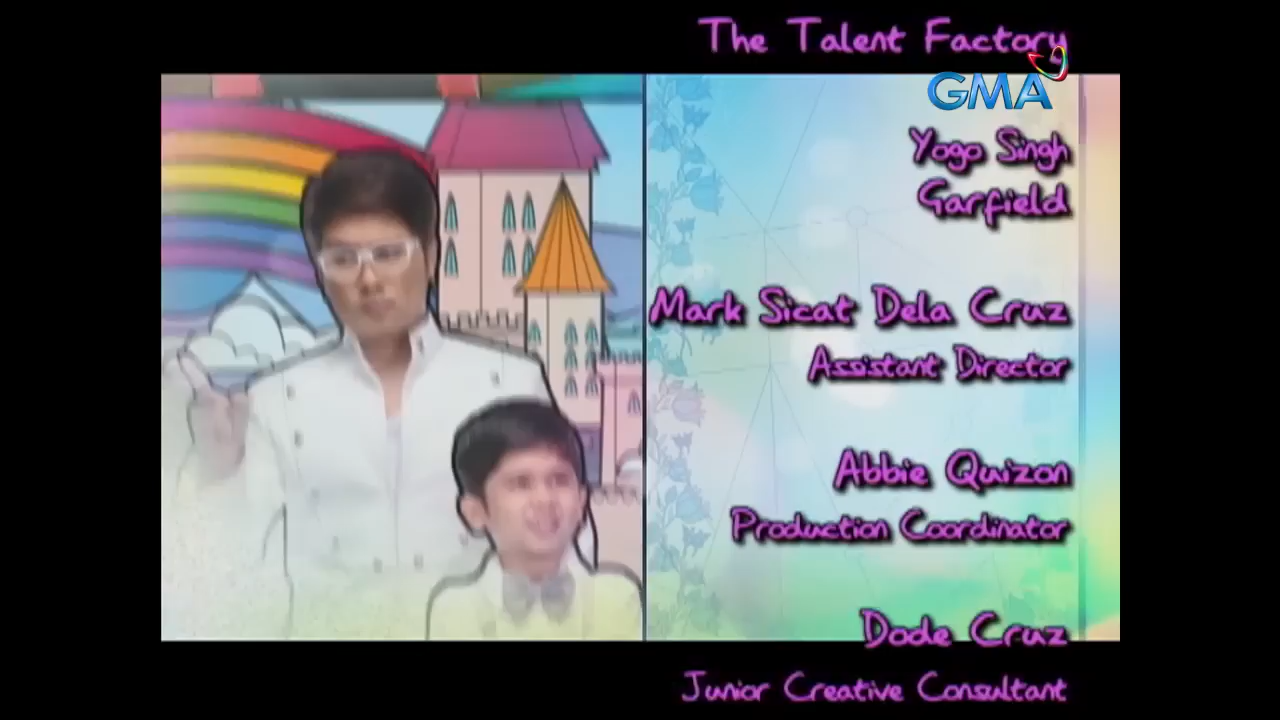 The Talent Factory
GMA
Yogo Singh
Garfield
Mark Sicat Dela Cruz
Assistant Director
Abbie Quizon
Production Coordinator
Dode Cruz
Junior Creative Consultant